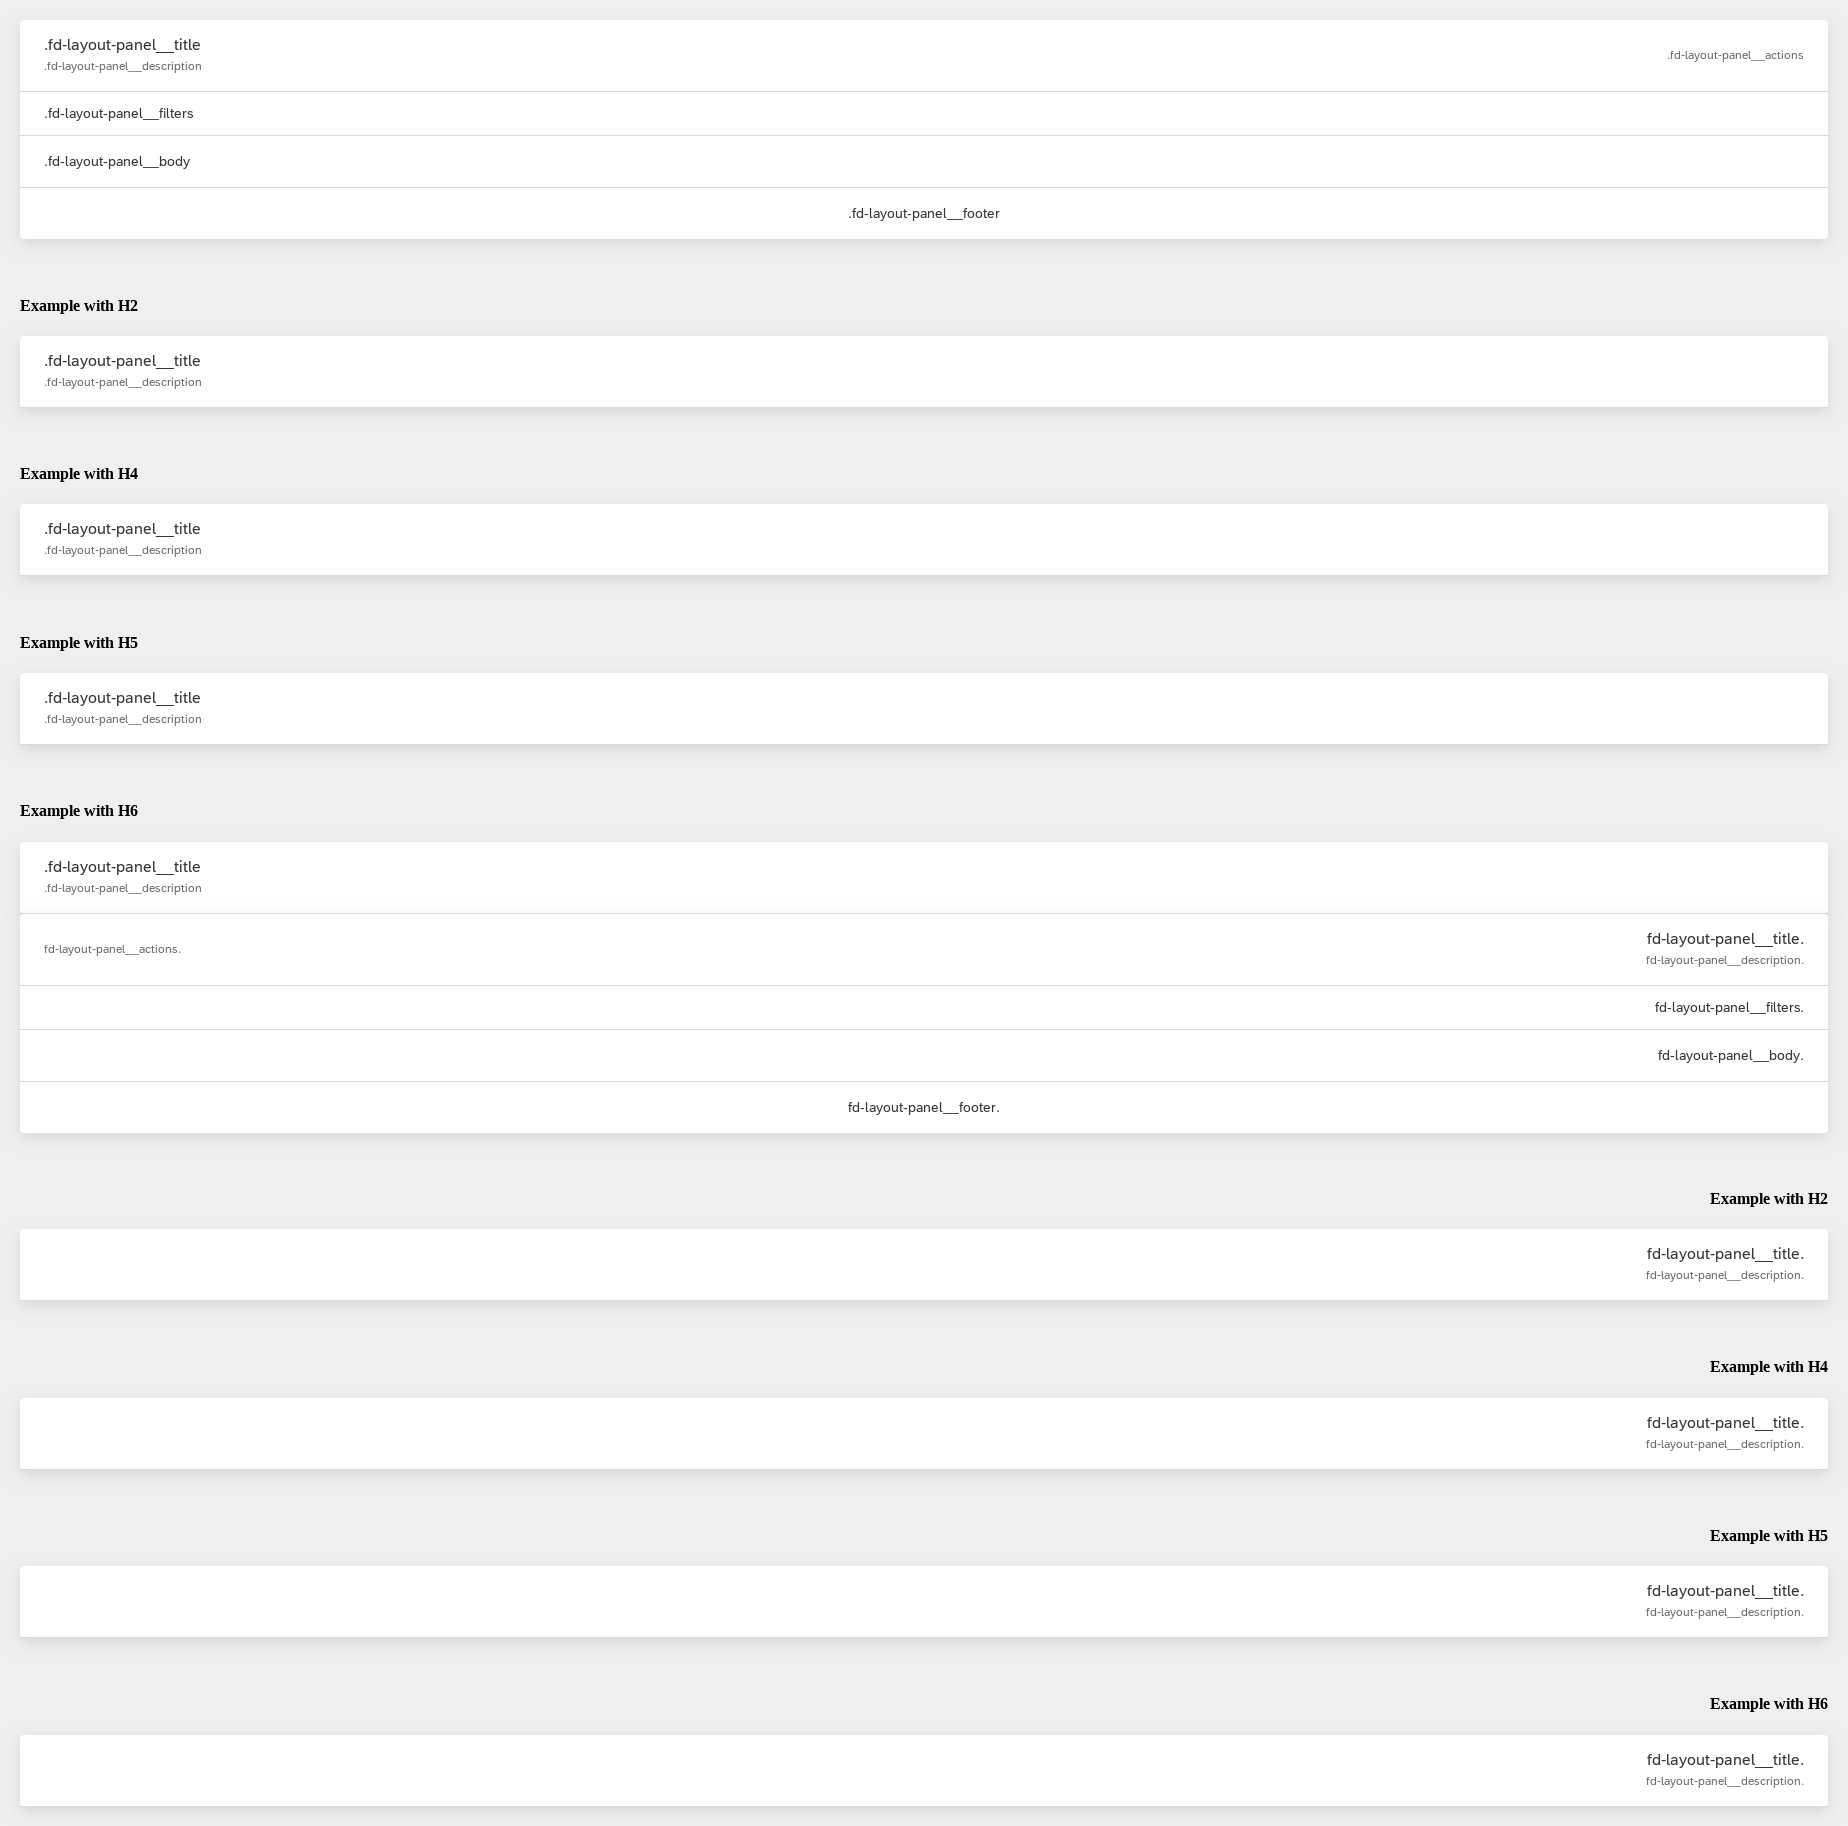 .fd-layout-panel__title
.fd-layout-panel__description
.fd-layout-panel__actions
.fd-layout-panel__filters
.fd-layout-panel__body
.fd-layout-panel__footer
Example with H2
.fd-layout-panel__title
.fd-layout-panel__description
Example with H4
.fd-layout-panel__title
.fd-layout-panel__description
Example with H5
.fd-layout-panel__title
.fd-layout-panel__description
Example with H6
.fd-layout-panel__title
.fd-layout-panel__description
fd-layout-panel__title.
fd-layout-panel__description.
fd-layout-panel__actions.
fd-layout-panel__filters.
fd-layout-panel__body.
fd-layout-panel__footer.
Example with H2
fd-layout-panel__title.
fd-layout-panel__description.
Example with H4
fd-layout-panel__title.
fd-layout-panel__description.
Example with H5
fd-layout-panel__title.
fd-layout-panel__description.
Example with H6
fd-layout-panel__title.
fd-layout-panel__description.